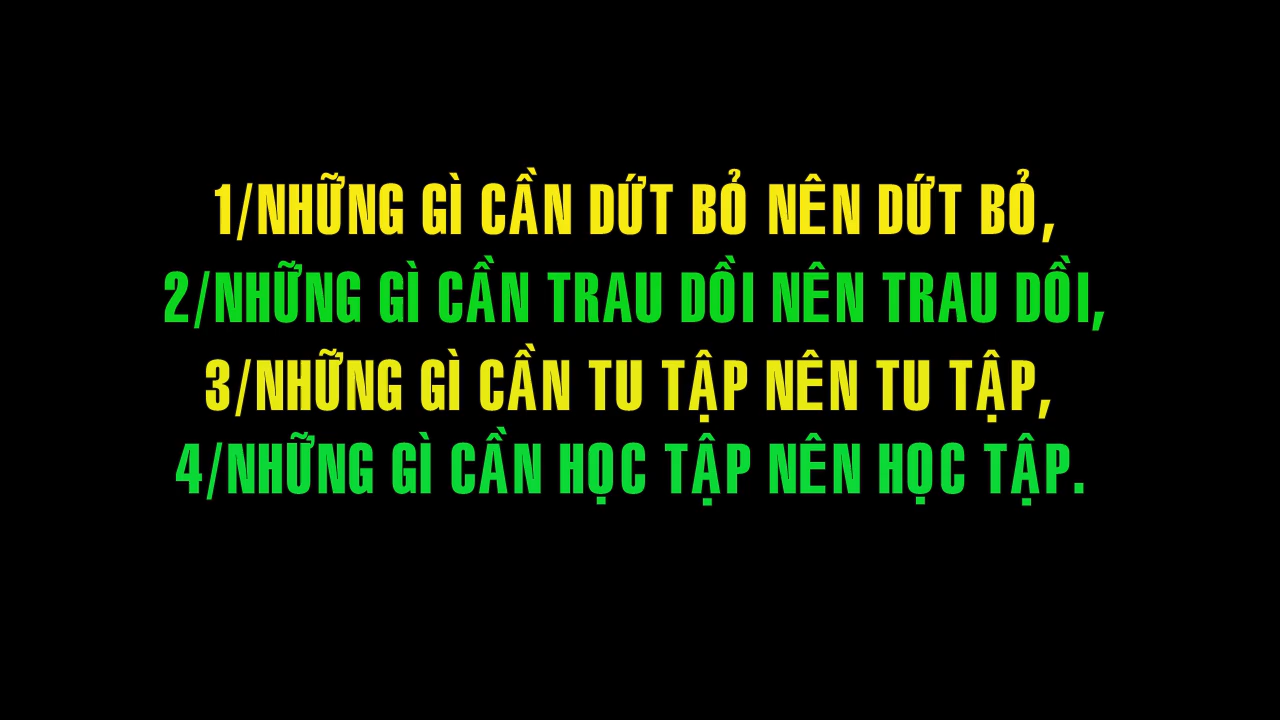 1/NHỮNG GÌ CẦN DỨT BỎ NÊN DỨT BỎ,
2/NHỮNG GÌ CẦN TRAU DỒI NÊN TRAU DỒI,
3/NHỮNG GÌ CẦN TU TẬP NÊN TU TẬP,
4/NHỮNG GÌ CẦN HỌC TẬP NÊN HỌC TẬP.